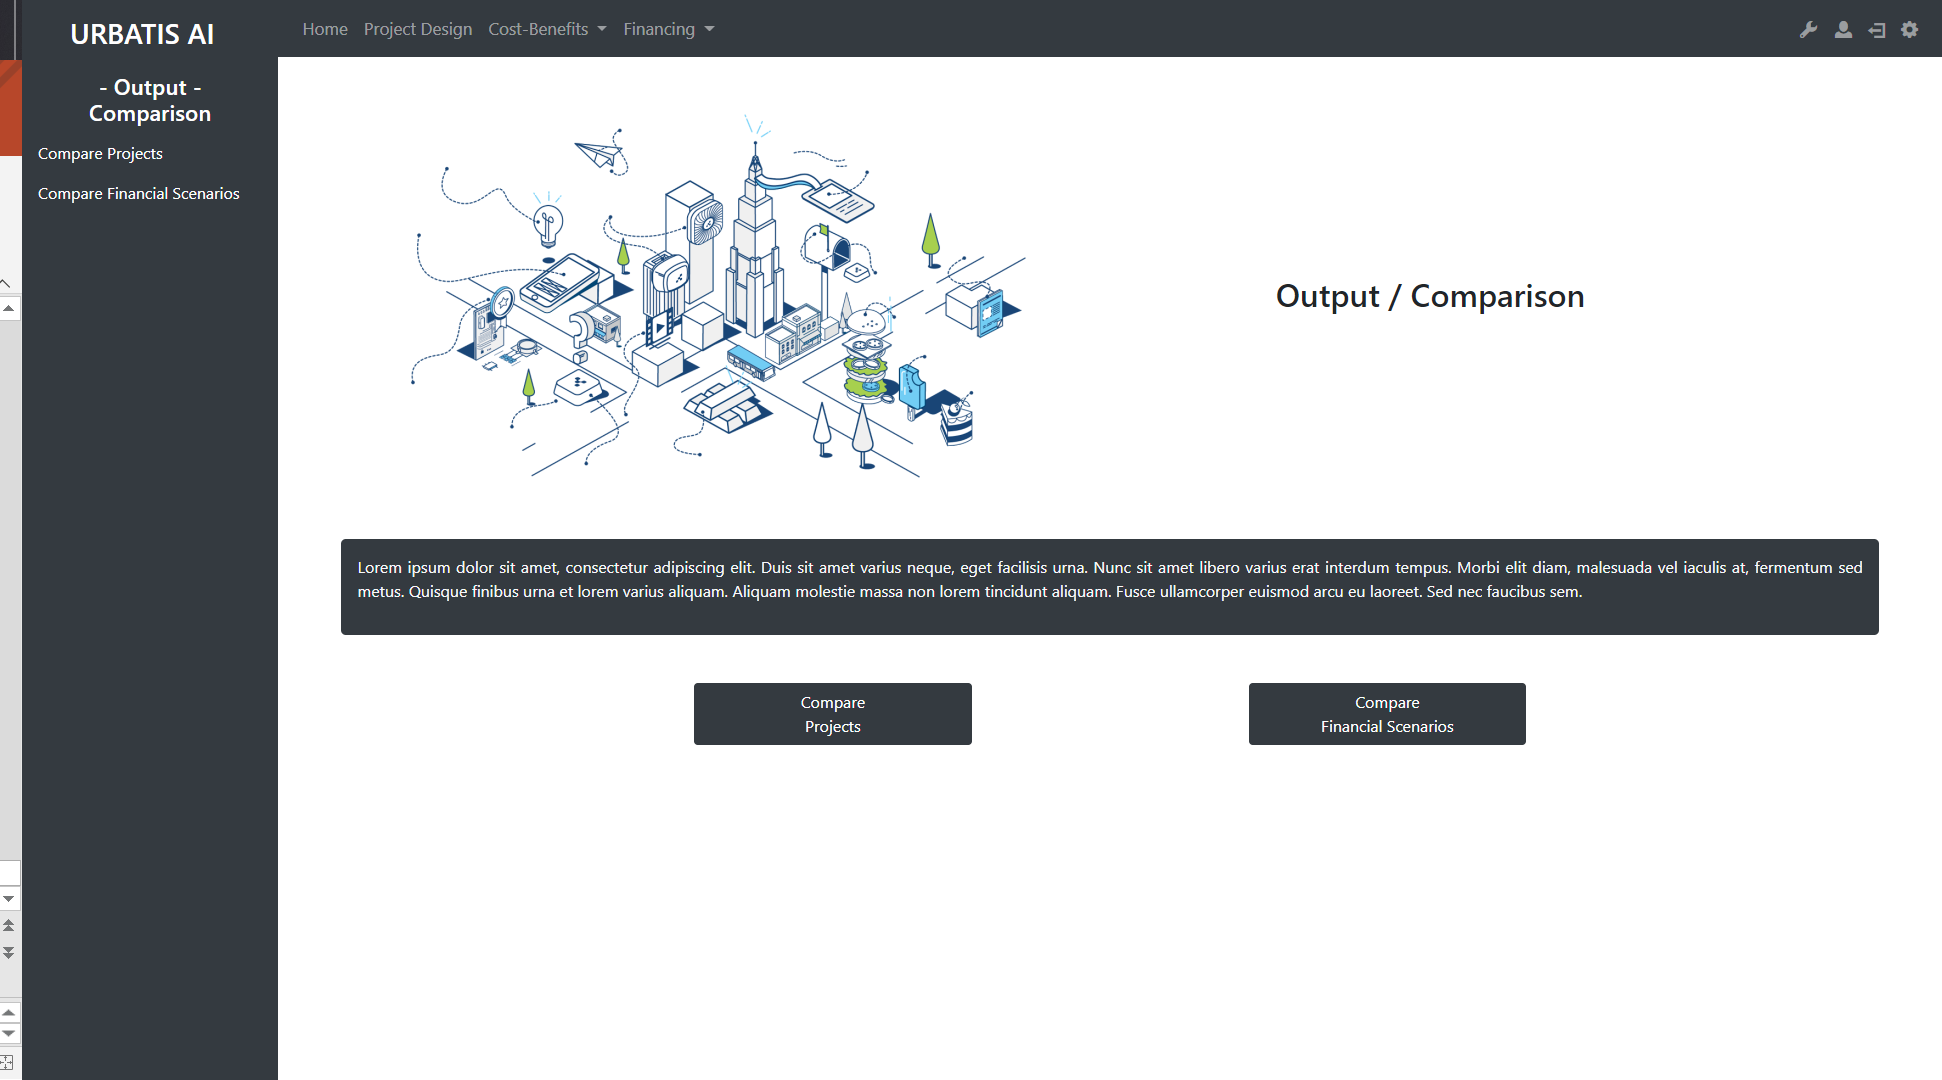 URBATIS AI
Home Project Design Cost-Benefits Financing
- Output -
Comparison
Compare Projects
Compare Financial Scenarios
Output / Comparison
Lorem ipsum dolor sit amet, consectetur adipiscing elit. Duis sit amet varius neque, eget facilisis urna. Nunc sit amet libero varius erat interdum tempus. Morbi elit diam, malesuada vel iaculis at, fermentum sed
metus. Quisque finibus urna et lorem varius aliquam. Aliquam molestie massa non lorem tincidunt aliquam. Fusce ullamcorper euismod arcu eu laoreet. Sed nec faucibus sem.
Compare
Projects
Compare
Financial Scenarios